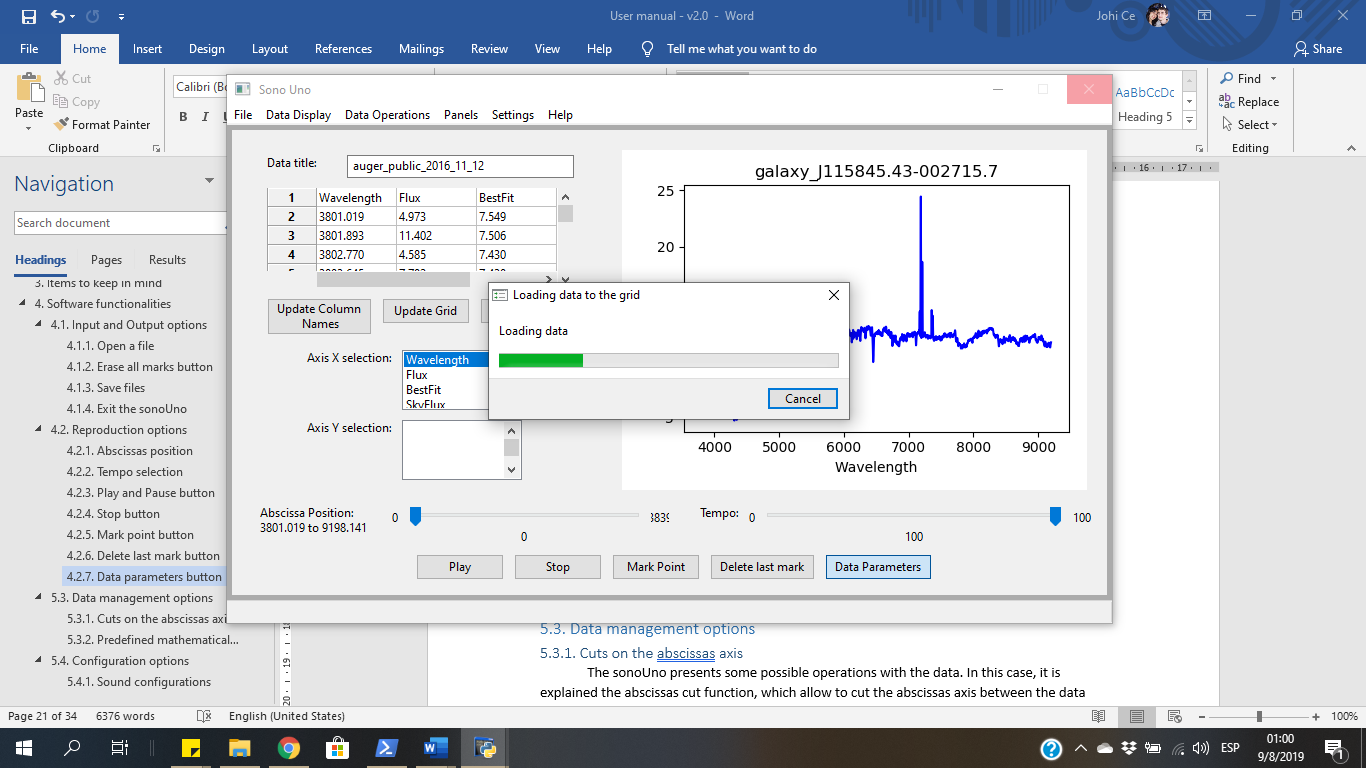 User manual - v2.0 - Word
Johi Ce
File Home Insert Design Layout References Mailings Review View Help Tell me what you want to do Share
Paste
Cut
Copy
Format Painter
Clipboard
Calibri (Bo
B I
AaBbCcDc
Heading 5
Find
Replace
Select
Editing
Navigation
Search document
Headings Pages Results
3. Items to keep in mind
4. Software functionalities
4.1. Input and Output options
4.1.1. Open a file
4.1.2. Erase all marks button
4.1.3. Save files
4.1.4. Exit the sonoUno
4.2. Reproduction options
4.2.1. Abscissas position
4.2.2. Tempo selection
4.2.3. Play and Pause button
4.2.4. Stop button
4.2.5. Mark point button
4.2.6. Delete last mark button
4.2.7. Data parameters button
5.3. Data management options
5.3.1. Cuts on the abscissas axi
5.3.2. Predefined mathematical...
5.4. Configuration options
5.4.1. Sound configurations
Sono Uno
File Data Display Data Operations Panels Settings Help
Data title: auger_public_2016_11_12
1 Wavelength Flux BestFit
2 3801.019 4.973 7.549
3 3801.893 11.402 7.506
4 3802.770 4.585 7.430
Update Column
Names
Update Grid
Axis X selection:
Wavelength
Flux
BestFit
SkyFlux
Axis Y selection:
galaxy_J115845.43-002715.7
25
20
4000 5000 6000 7000 8000 9000
Wavelength
Loading data to the grid
Loading data
Cancel
Abscissa Position:
3801.019 to 9198.141
0 3839
0
Tempo: 0 100
100
Play Stop Mark Point Delete last mark Data Parameters
16 17
18
19
20
5.3. Data management options
5.3.1. Cuts on the abscissas axis
The sonoUno presents some possible operations with the data. In this case, it is
explained the abscissas cut function, which allow to cut the abscissas axis between the data
Page 21 of 34 6376 words English (United States) 100%
ESP
01:00
9/8/2019
1